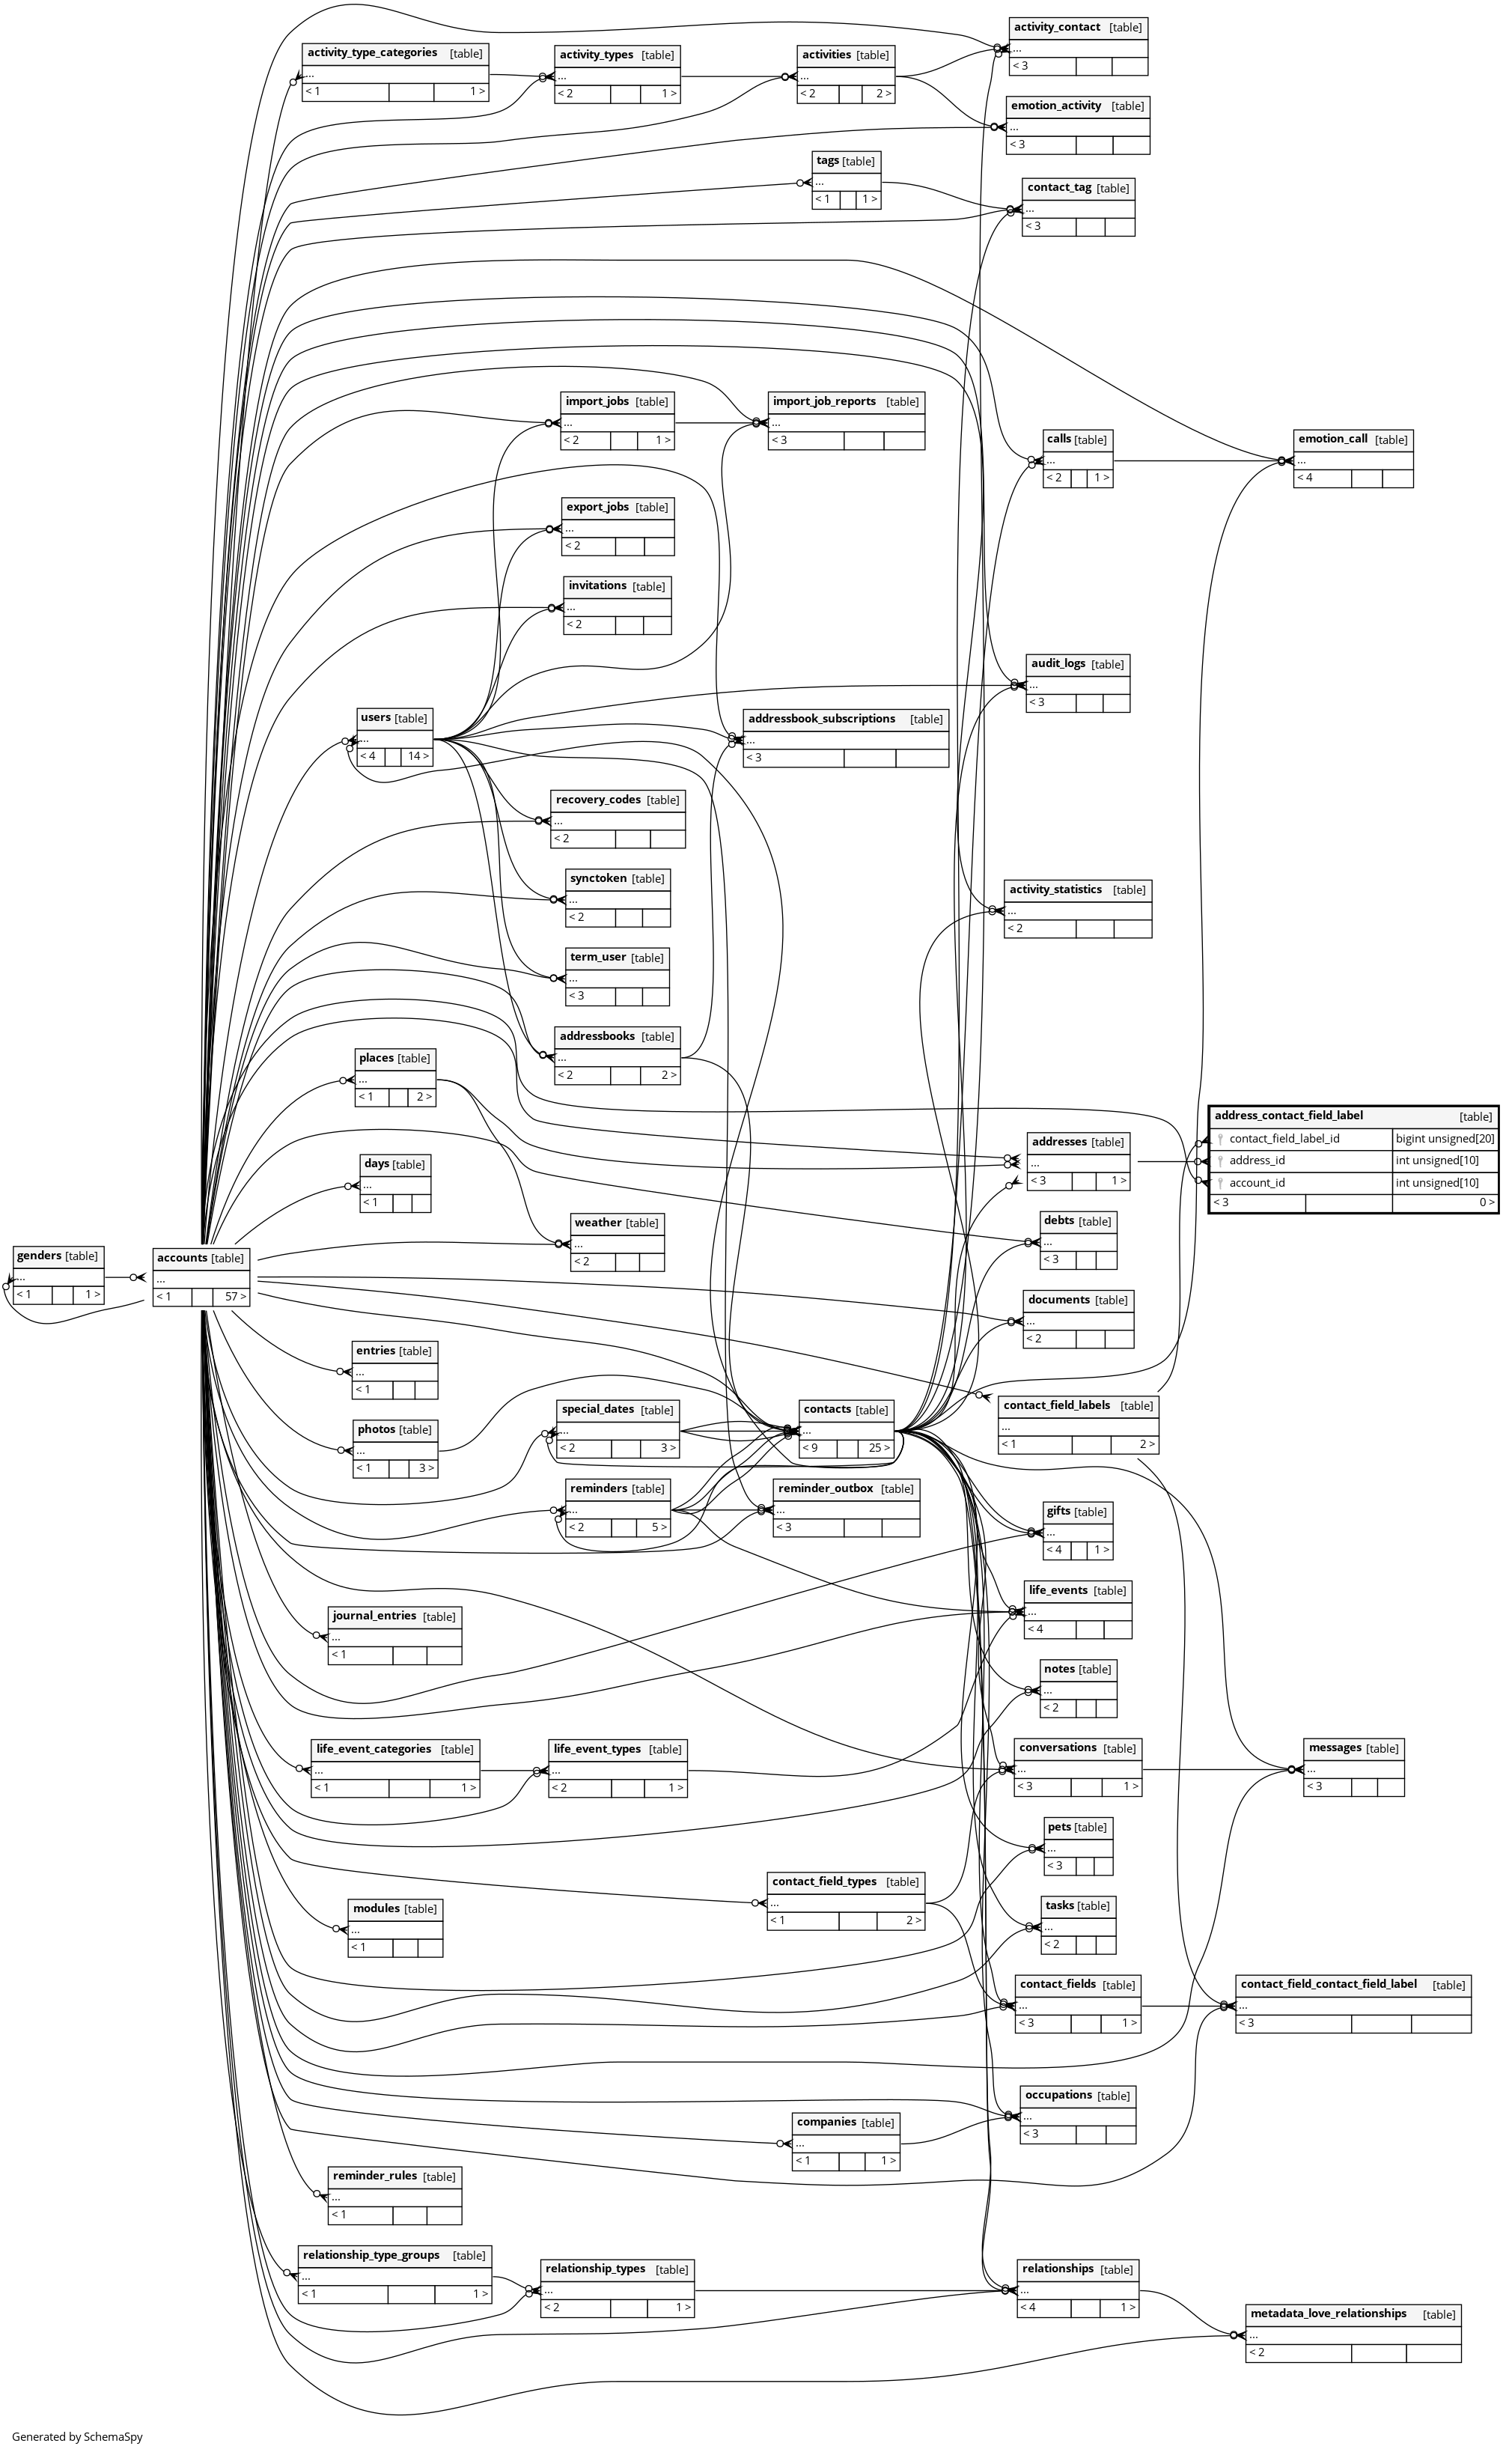 activity_contact [table]
...
< 3
activity_type_categories [table]
...
< 1 1 >
activity_types [table]
...
< 2 1 >
activities [table]
...
< 2 2 >
emotion_activity [table]
...
< 3
tags [table]
...
< 1 1 >
contact_tag [table]
...
< 3
import_jobs [table]
...
< 2 1 >
import_job_reports [table]
...
< 3
calls [table]
...
< 2 1 >
emotion_call [table]
...
< 4
export_jobs [table]
...
< 2
invitations [table]
...
< 2
audit_logs [table]
...
< 3
users [table]
...
< 4 14 >
addressbook_subscriptions [table]
...
< 3
recovery_codes [table]
...
< 2
synctoken [table]
...
< 2
activity_statistics [table]
...
< 2
term_user [table]
...
< 3
addressbooks [table]
...
< 2 2 >
places [table]
...
< 1 2 >
address_contact_field_label [table]
contact_field_label_id bigint unsigned[20]
address_id int unsigned[10]
account_id int unsigned[10]
< 3 0 >
addresses [table]
...
< 3 1 >
days [table]
...
< 1
weather [table]
...
< 2
debts [table]
...
< 3
genders [table]
...
< 1 1 >
accounts [table]
...
< 1 57 >
documents [table]
...
< 2
entries [table]
...
< 1
photos [table]
...
< 1 3 >
special_dates [table]
...
< 2 3 >
contacts [table]
...
< 9 25 >
contact_field_labels [table]
...
< 1 2 >
reminders [table]
...
< 2 5 >
reminder_outbox [table]
...
< 3
gifts [table]
...
< 4 1 >
life_events [table]
...
< 4
journal_entries [table]
...
< 1
notes [table]
...
< 2
life_event_categories [table]
...
< 1 1 >
life_event_types [table]
...
< 2 1 >
conversations [table]
...
< 3 1 >
messages [table]
...
< 3
pets [table]
...
< 3
contact_field_types [table]
...
< 1 2 >
modules [table]
...
< 1
tasks [table]
...
< 2
contact_fields [table]
...
< 3 1 >
contact_field_contact_field_label [table]
...
< 3
occupations [table]
...
< 3
companies [table]
...
< 1 1 >
reminder_rules [table]
...
< 1
relationship_type_groups [table]
...
< 1 1 >
relationship_types [table]
...
< 2 1 >
relationships [table]
...
< 4 1 >
metadata_love_relationships [table]
...
< 2
Generated by SchemaSpy